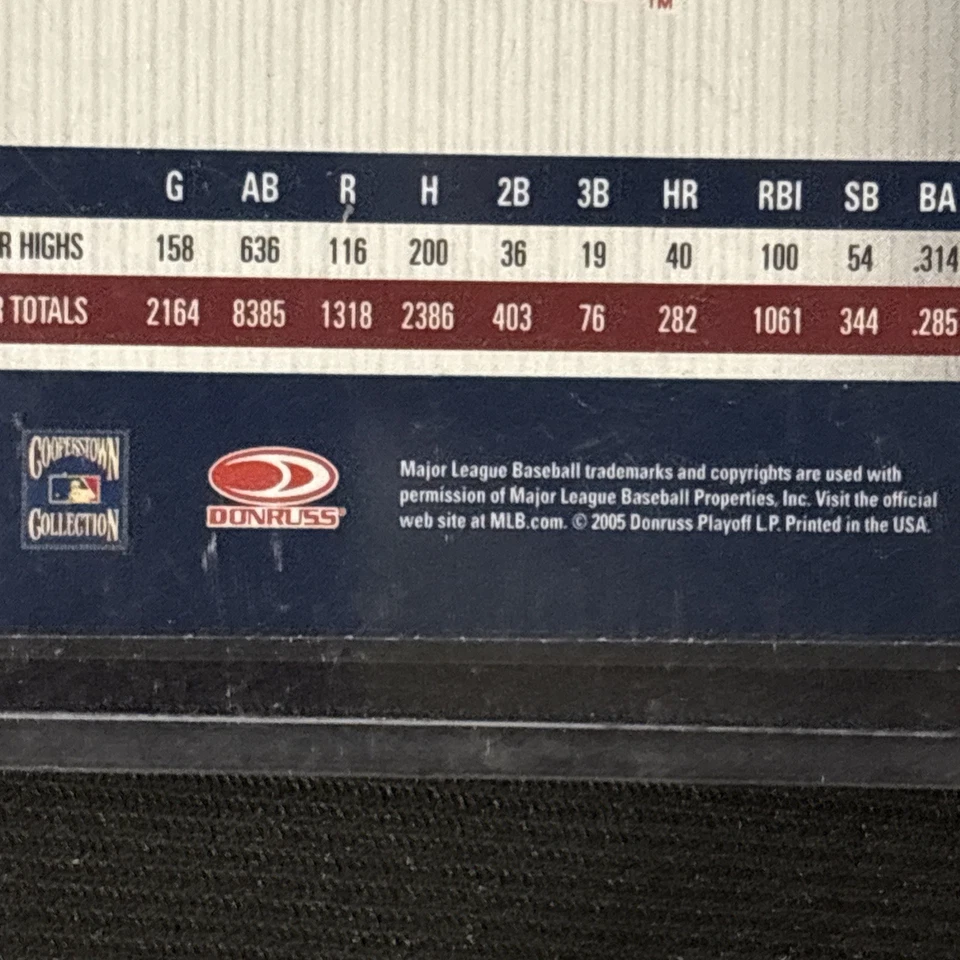 TM
G AB R H 2B 3B HR RBI SB BA
R HIGHS 158 636 116 200 36 19 40 100 54 .314
R TOTALS 2164 8385 1318 2386 403 76 282 1061 344 .285
COOPERSTOWN
COLLECTION
DONRUSS®
Major League Baseball trademarks and copyrights are used with
permission of Major League Baseball Properties, Inc. Visit the official
web site at MLB.com. © 2005 Donruss Playoff L.P. Printed in the USA.